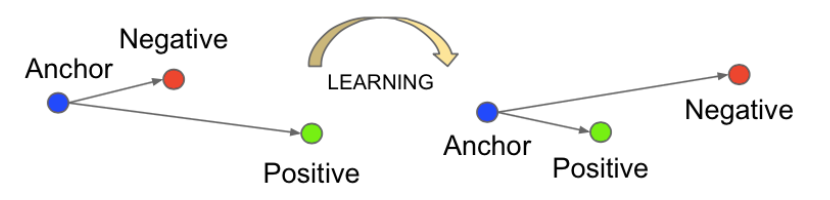 Negative
Anchor
LEARNING
Positive
Negative
Anchor
Positive